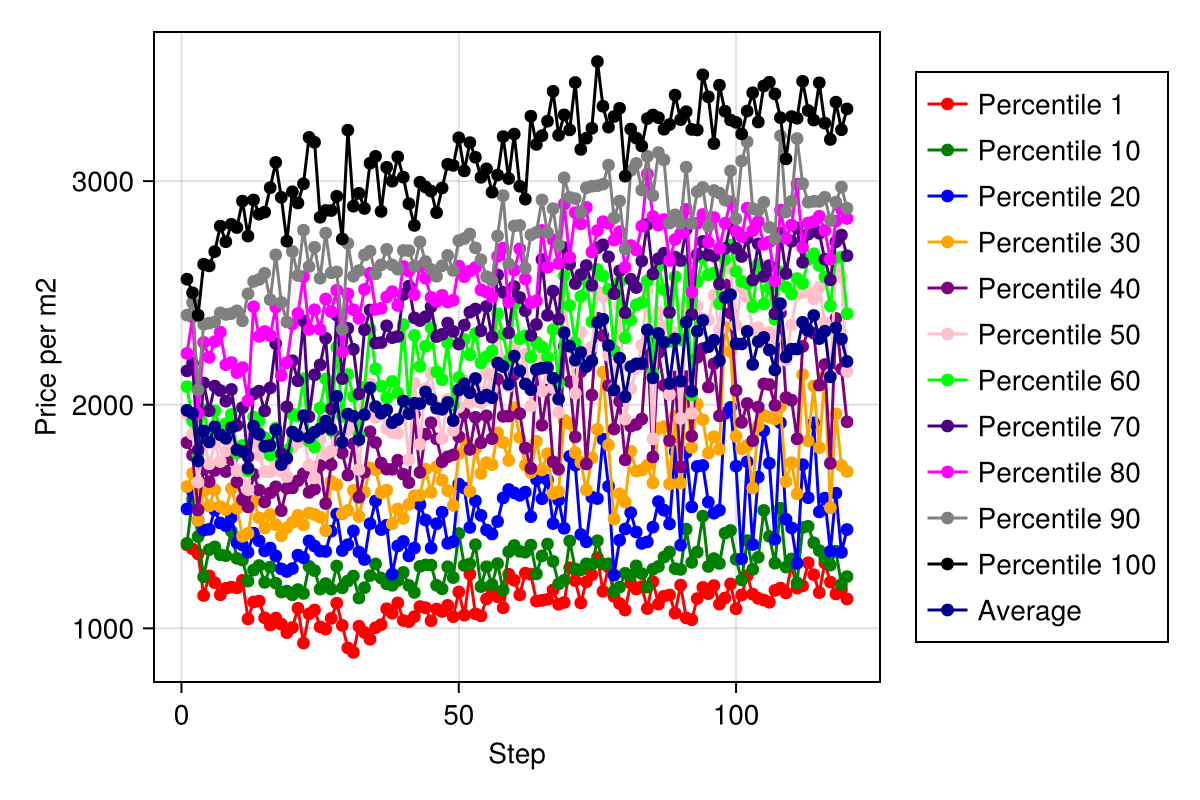 Price per m2
3000
2000
1000
0
50
100
Step
Percentile 1
Percentile 10
Percentile 20
Percentile 30
Percentile 40
Percentile 50
Percentile 60
Percentile 70
Percentile 80
Percentile 90
Percentile 100
Average